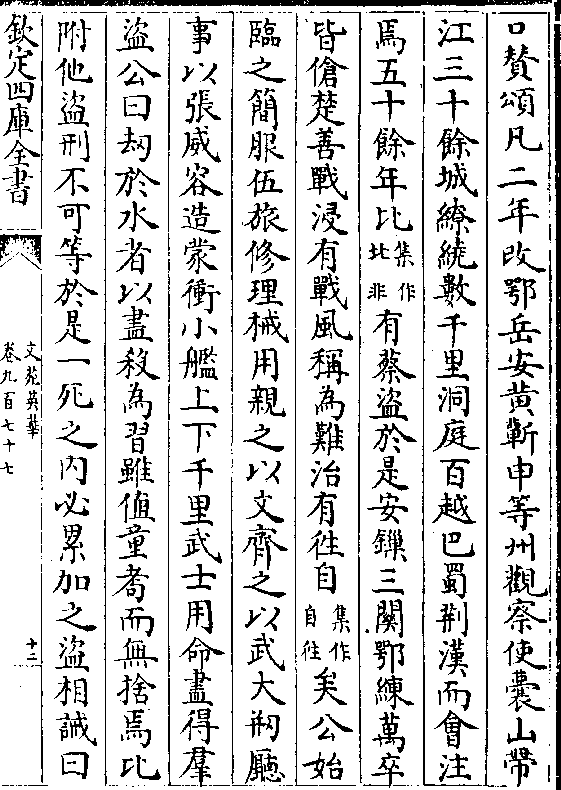 口贊頌凡二年改鄂岳安黃蘄申等州觀察使囊山帶
江三十餘城繚繞數千里洞庭百越巴蜀荆漢而會注
焉五十餘年比集作北非有蔡盜於是安鏁三關鄂練萬卒
皆傖楚善戰浸有戰風稱為難治有徃自集作自徃矣公始
臨之簡服伍旅修理械用親之以文齊之以武大刱廳
事以張威容造蒙衝小艦上下千里武士用命盡得羣
盜公曰刼於水者以盡殺為習雖值童耉而無捨焉比
附他盜刑不可等於是一死之内必累加之盜相誡曰
欽定四庫全書
文苑英華
卷九百七十七
十三